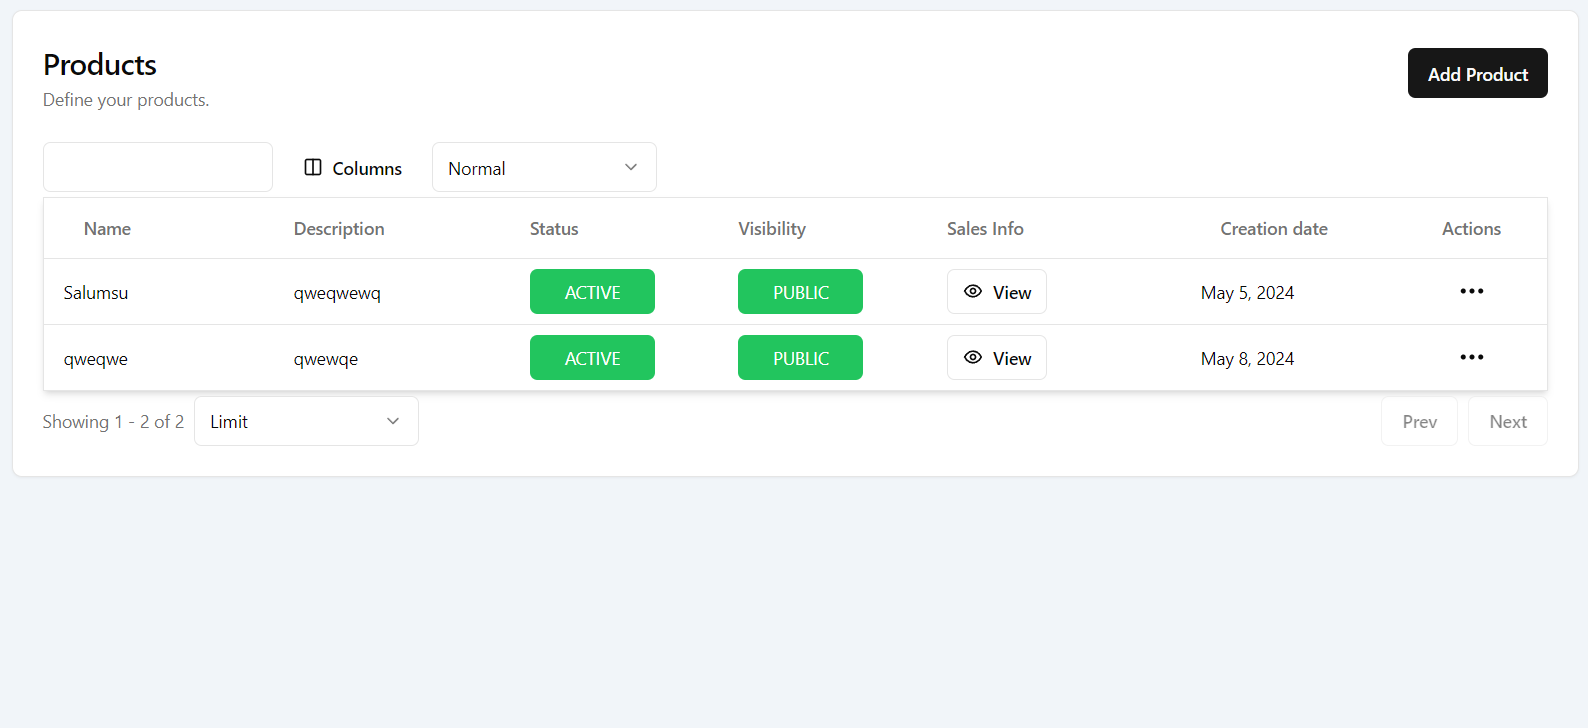 Products
Add Product
Define your products.
Columns
Normal
Name Description Status Visibility Sales Info Creation date Actions
Salumsu qweqwewq ACTIVE PUBLIC View May 5, 2024
qweqwe qwewqe ACTIVE PUBLIC View May 8, 2024
Showing 1 - 2 of 2 Limit Prev Next